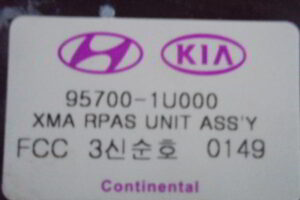 KIA
95700-1U000
XMA RPAS UNIT ASS'Y
FCC 3신순호 0149
Continental